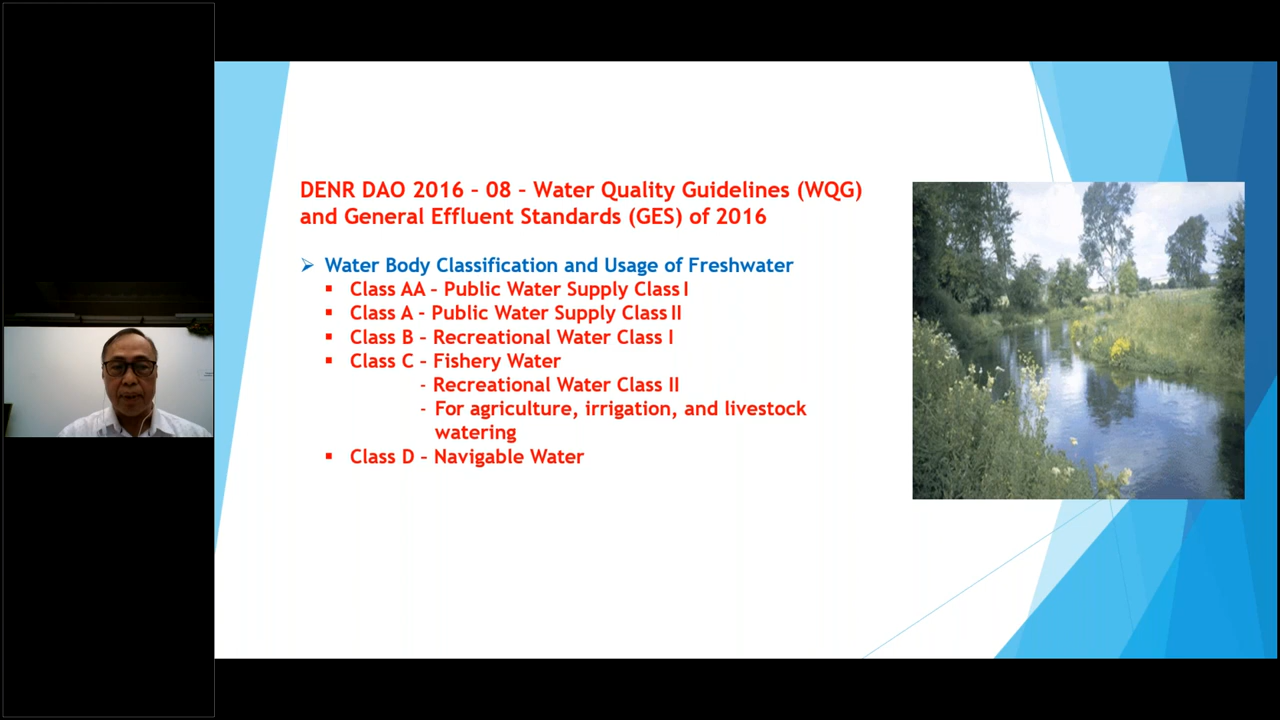 DENR DAO 2016 – 08 – Water Quality Guidelines (WQG)
and General Effluent Standards (GES) of 2016
➢ Water Body Classification and Usage of Freshwater
▪ Class AA – Public Water Supply Class I
▪ Class A - Public Water Supply Class II
▪ Class B – Recreational Water Class I
▪ Class C – Fishery Water
- Recreational Water Class II
- For agriculture, irrigation, and livestock
watering
▪ Class D – Navigable Water